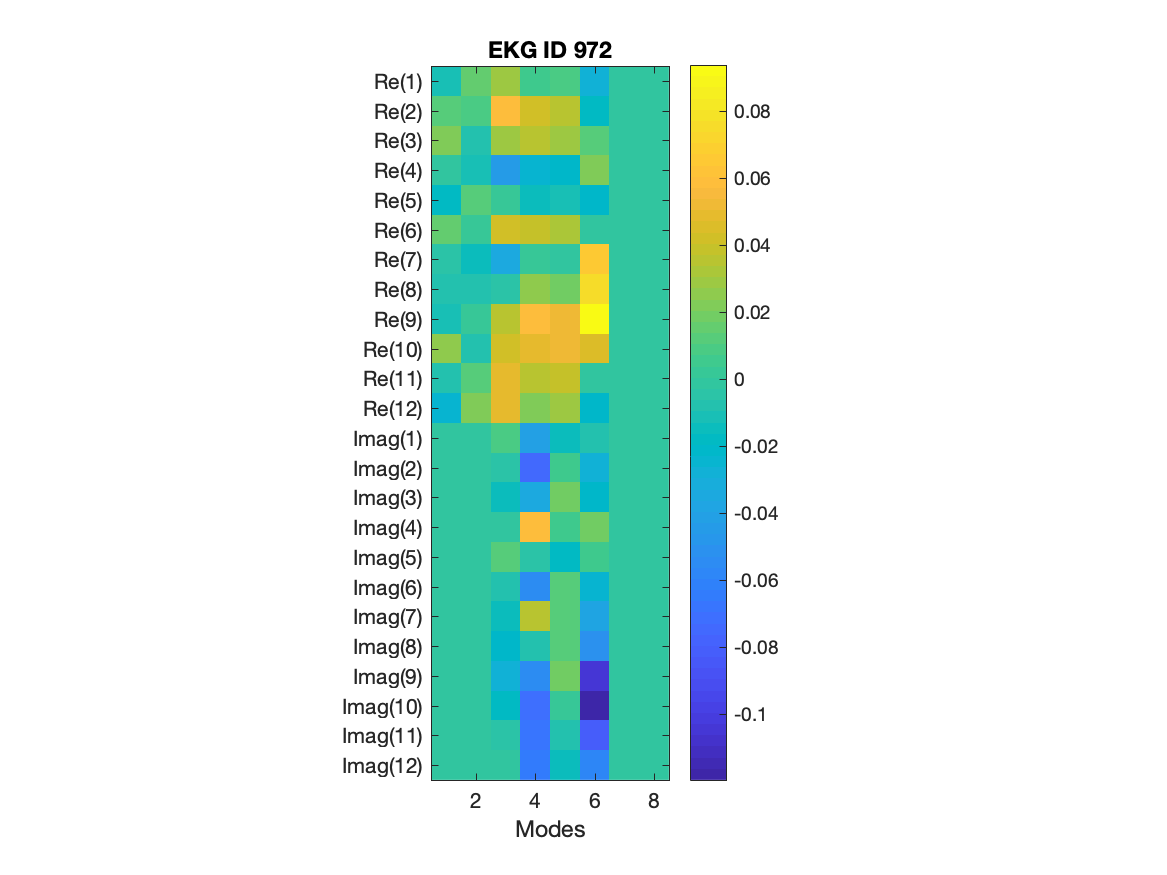 EKG ID 972
Re(1)
Re(2)
Re(3)
Re(4)
Re(5)
Re(6)
Re(7)
Re(8)
Re(9)
Re(10)
Re(11)
Re(12)
Imag(1)
Imag(2)
Imag(3)
Imag(4)
Imag(5)
Imag(6)
Imag(7)
Imag(8)
Imag(9)
Imag(10)
Imag(11)
Imag(12)
2 4 6 8
Modes
0.08
0.06
0.04
0.02
0
-0.02
-0.04
-0.06
-0.08
-0.1